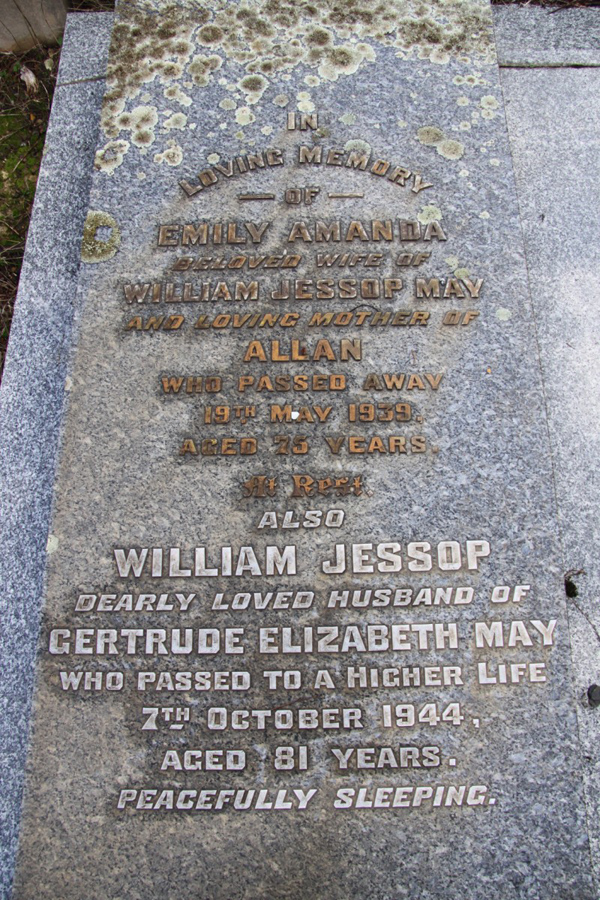 IN
LOVING MEMORY
— OF —
EMILY AMANDA
BELOVED WIFE OF
WILLIAM JESSOP MAY
AND LOVING MOTHER OF
ALLAN
WHO PASSED AWAY
19TH MAY 1939.
AGED 75 YEARS.
At Rest.
ALSO
WILLIAM JESSOP
DEARLY LOVED HUSBAND OF
GERTRUDE ELIZABETH MAY
WHO PASSED TO A HIGHER LIFE
7TH OCTOBER 1944,
AGED 81 YEARS.
PEACEFULLY SLEEPING.